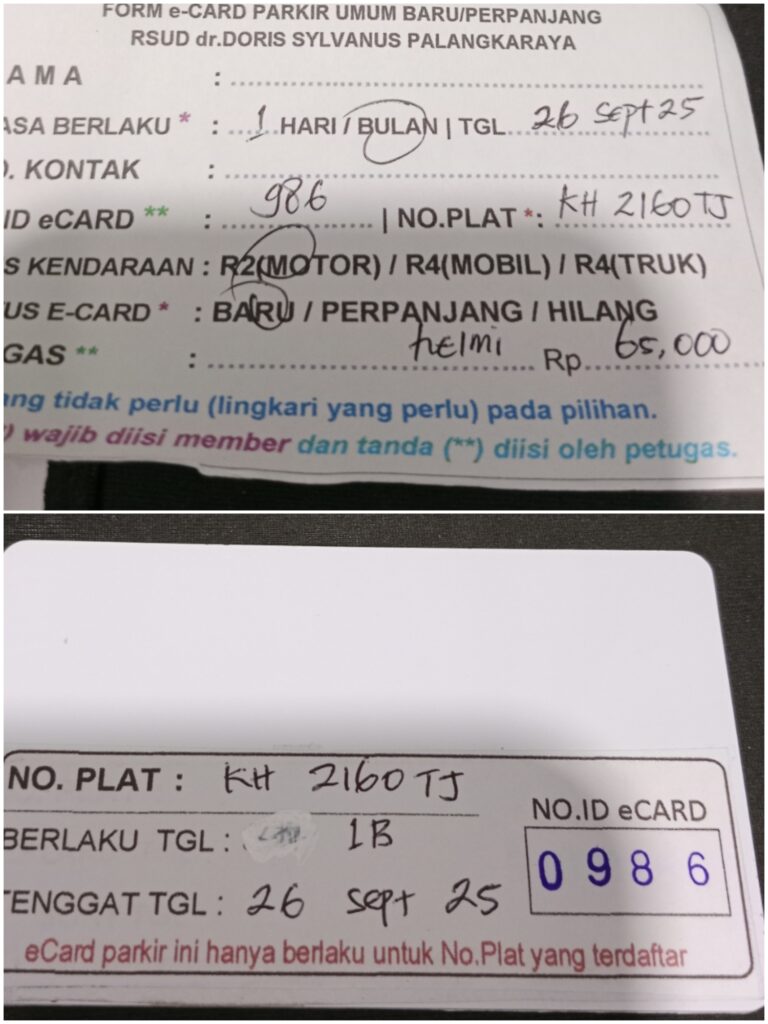 FORM e-CARD PARKIR UMUM BARU/PERPANJANG
RSUD dr.DORIS SYLVANUS PALANGKARAYA
AMA : ..............................
ASA BERLAKU * : ....1.. HARI / BULAN | TGL... 26 Sept 25
O. KONTAK : ..............................
ID eCARD ** : ......986...... | NO.PLAT *: KH 2160 TJ
S KENDARAAN : R2(MOTOR) / R4(MOBIL) / R4(TRUK)
US E-CARD * : BARU / PERPANJANG / HILANG
GAS ** : .............. helmi .... Rp.... 65,000
ng tidak perlu (lingkari yang perlu) pada pilihan.
) wajib diisi member dan tanda (**) diisi oleh petugas.
NO. PLAT : KH 2160 TJ
BERLAKU TGL : 1B
TENGGAT TGL : 26 Sept 25
NO.ID eCARD
0986
eCard parkir ini hanya berlaku untuk No.Plat yang terdaftar